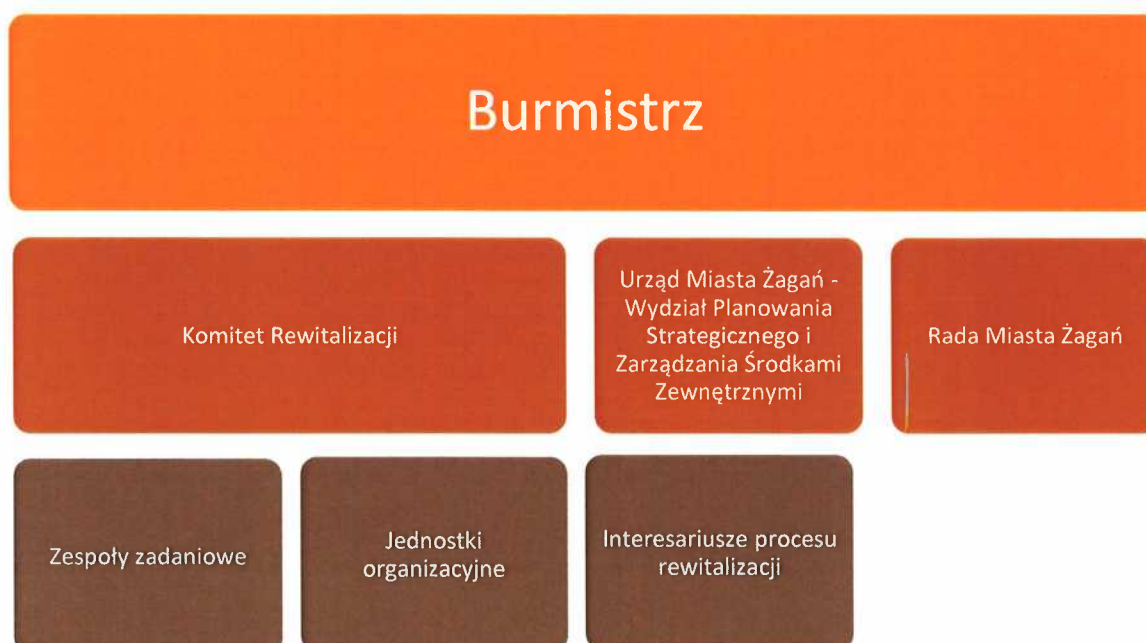 Burmistrz
Komitet Rewitalizacji
Urząd Miasta Żagań -
Wydział Planowania
Strategicznego i
Zarządzania Środkami
Zewnętrznymi
Rada Miasta Żagań
Zespoły zadaniowe
Jednostki
organizacyjne
Interesariusze procesu
rewitalizacji